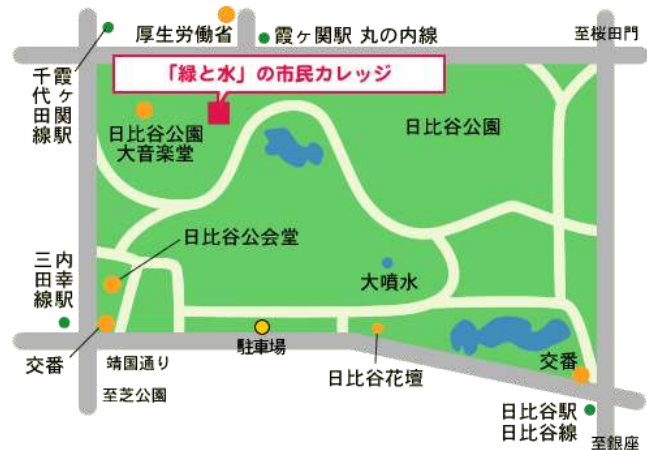 厚生労働省
霞ヶ関駅 丸の内線
至桜田門
霞ヶ関駅
千代田線
「緑と水」の市民カレッジ
日比谷公園
大音楽堂
日比谷公園
日比谷公会堂
内幸駅
三田線
大噴水
交番
靖国通り
至芝公園
駐車場
日比谷花壇
交番
日比谷駅
日比谷線
至銀座